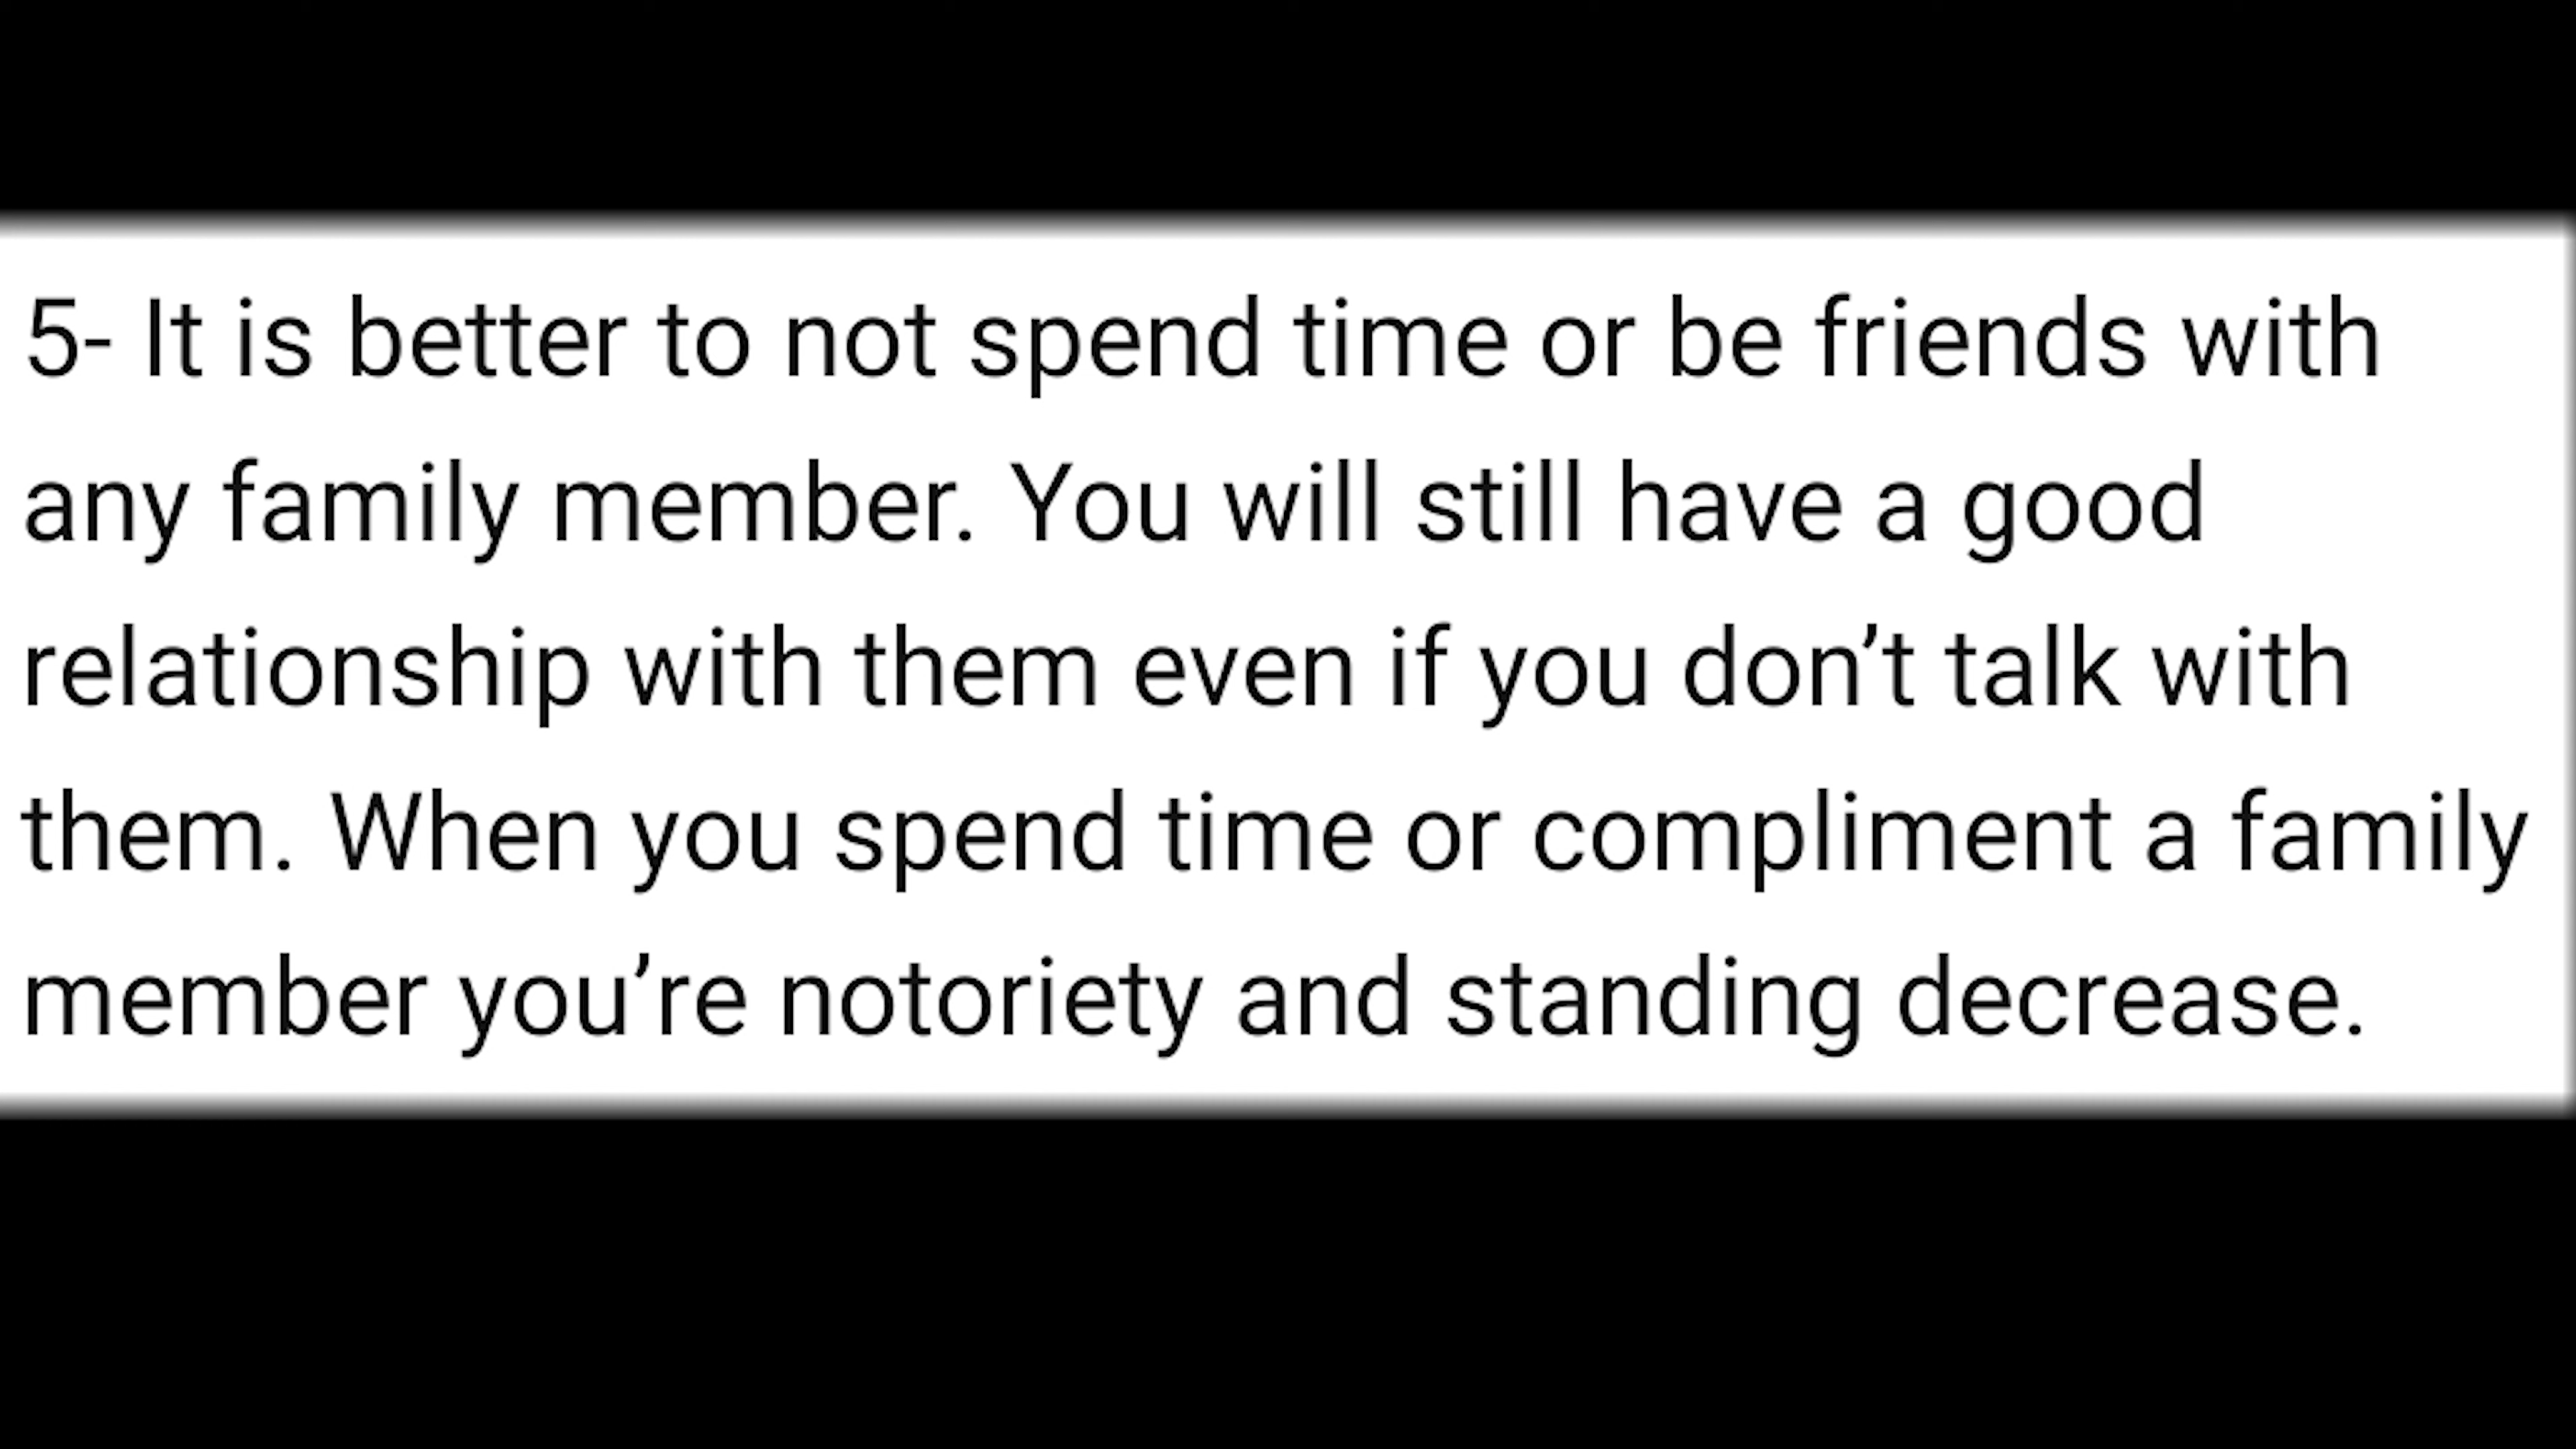 5- It is better to not spend time or be friends with
any family member. You will still have a good
relationship with them even if you don’t talk with
them. When you spend time or compliment a family
member you’re notoriety and standing decrease.